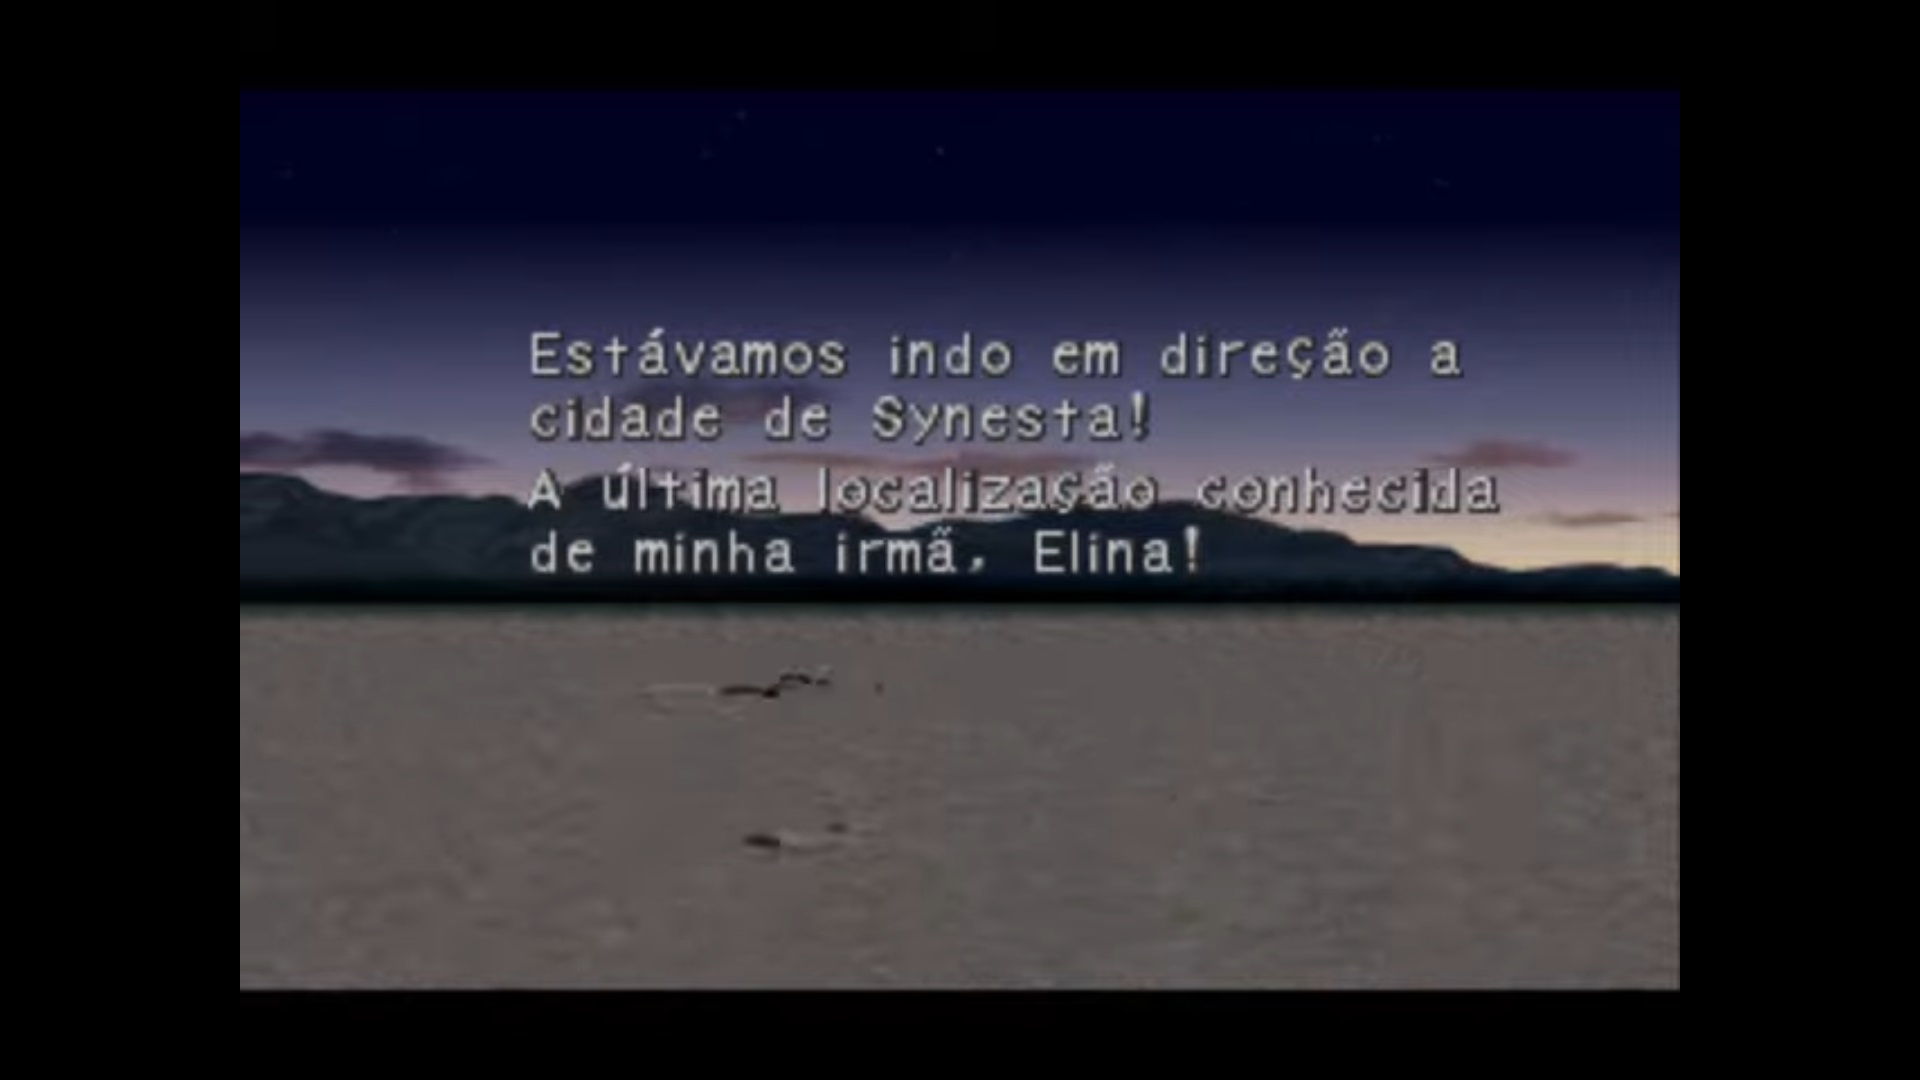 Estávamos indo em direção a
cidade de Synesta!
A última localização conhecida
de minha irmã, Elina!